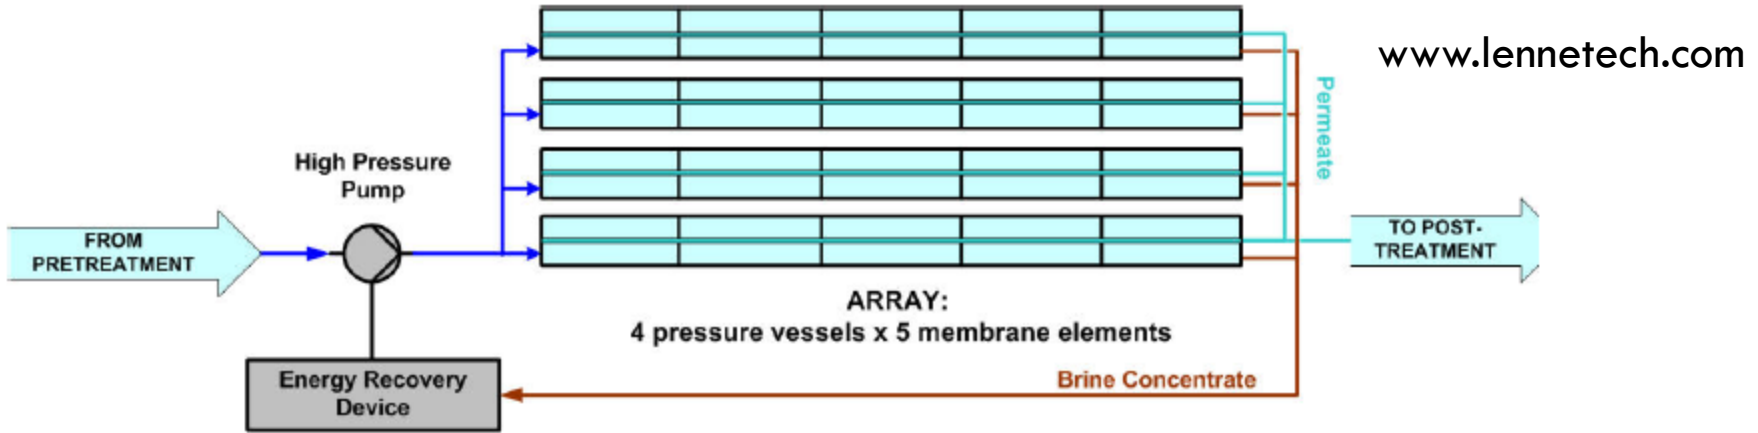 www.lennetech.com
Permeate
High Pressure
Pump
FROM
PRETREATMENT
TO POST-
TREATMENT
ARRAY:
4 pressure vessels x 5 membrane elements
Energy Recovery
Device
Brine Concentrate